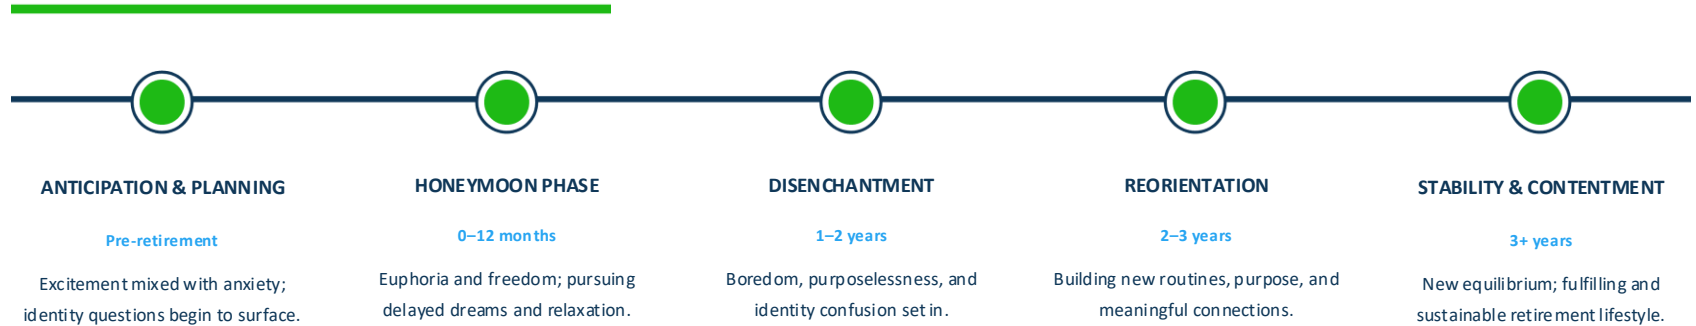 ANTICIPATION & PLANNING
Pre-retirement
Excitement mixed with anxiety;
identity questions begin to surface.
HONEYMOON PHASE
0–12 months
Euphoria and freedom; pursuing
delayed dreams and relaxation.
DISENCHANTMENT
1–2 years
Boredom, purposelessness, and
identity confusion set in.
REORIENTATION
2–3 years
Building new routines, purpose, and
meaningful connections.
STABILITY & CONTENTMENT
3+ years
New equilibrium; fulfilling and
sustainable retirement lifestyle.